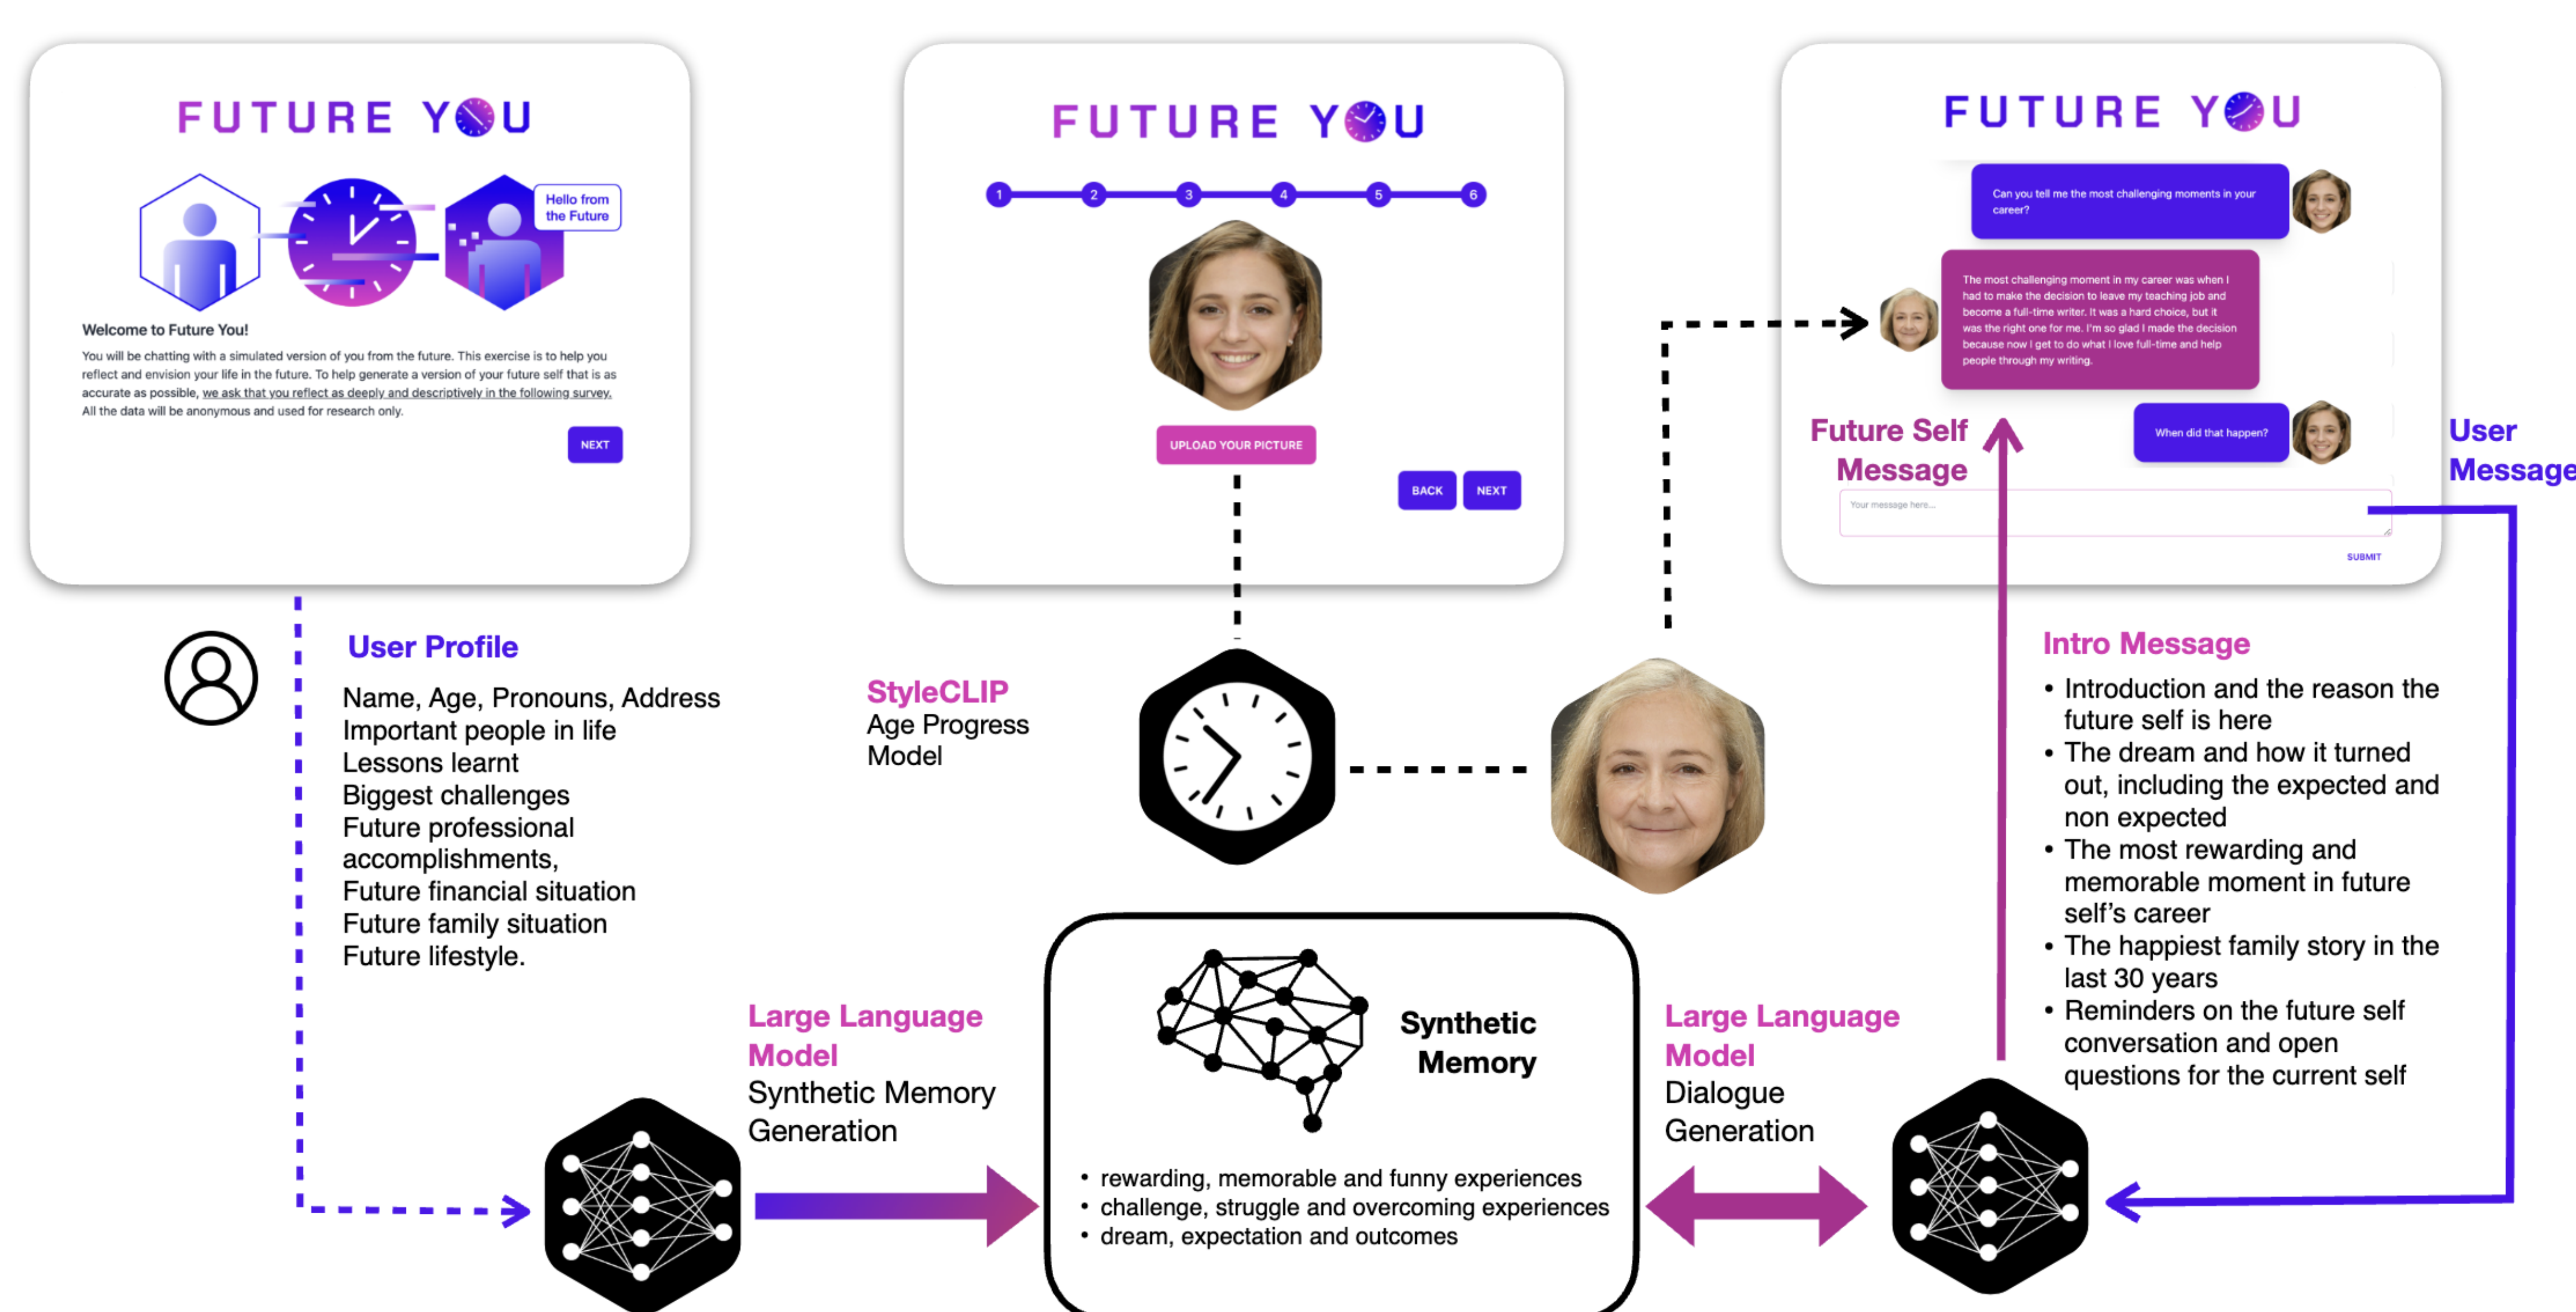 FUTURE YOU
Hello from
the Future
Welcome to Future You!
You will be chatting with a simulated version of you from the future. This exercise is to help you
reflect and envision your life in the future. To help generate a version of your future self that is as
accurate as possible, we ask that you reflect as deeply and descriptively in the following survey.
All the data will be anonymous and used for research only.
NEXT
FUTURE YOU
1 2 3 4 5 6
UPLOAD YOUR PICTURE
BACK NEXT
FUTURE YOU
Can you tell me the most challenging moments in your
career?
The most challenging moment in my career was when I
had to make the decision to leave my teaching job and
become a full-time writer. It was a hard choice, but it
was the right one for me. I'm so glad I made the decision
because now I get to do what I love full-time and help
people through my writing.
When did that happen?
Future Self
Message
User
Message
Your message here...
SUBMIT
User Profile
Name, Age, Pronouns, Address
Important people in life
Lessons learnt
Biggest challenges
Future professional
accomplishments,
Future financial situation
Future family situation
Future lifestyle.
StyleCLIP
Age Progress
Model
Intro Message
• Introduction and the reason the
future self is here
• The dream and how it turned
out, including the expected and
non expected
• The most rewarding and
memorable moment in future
self's career
• The happiest family story in the
last 30 years
• Reminders on the future self
conversation and open
questions for the current self
Large Language
Model
Synthetic Memory
Generation
Synthetic
Memory
• rewarding, memorable and funny experiences
• challenge, struggle and overcoming experiences
• dream, expectation and outcomes
Large Language
Model
Dialogue
Generation